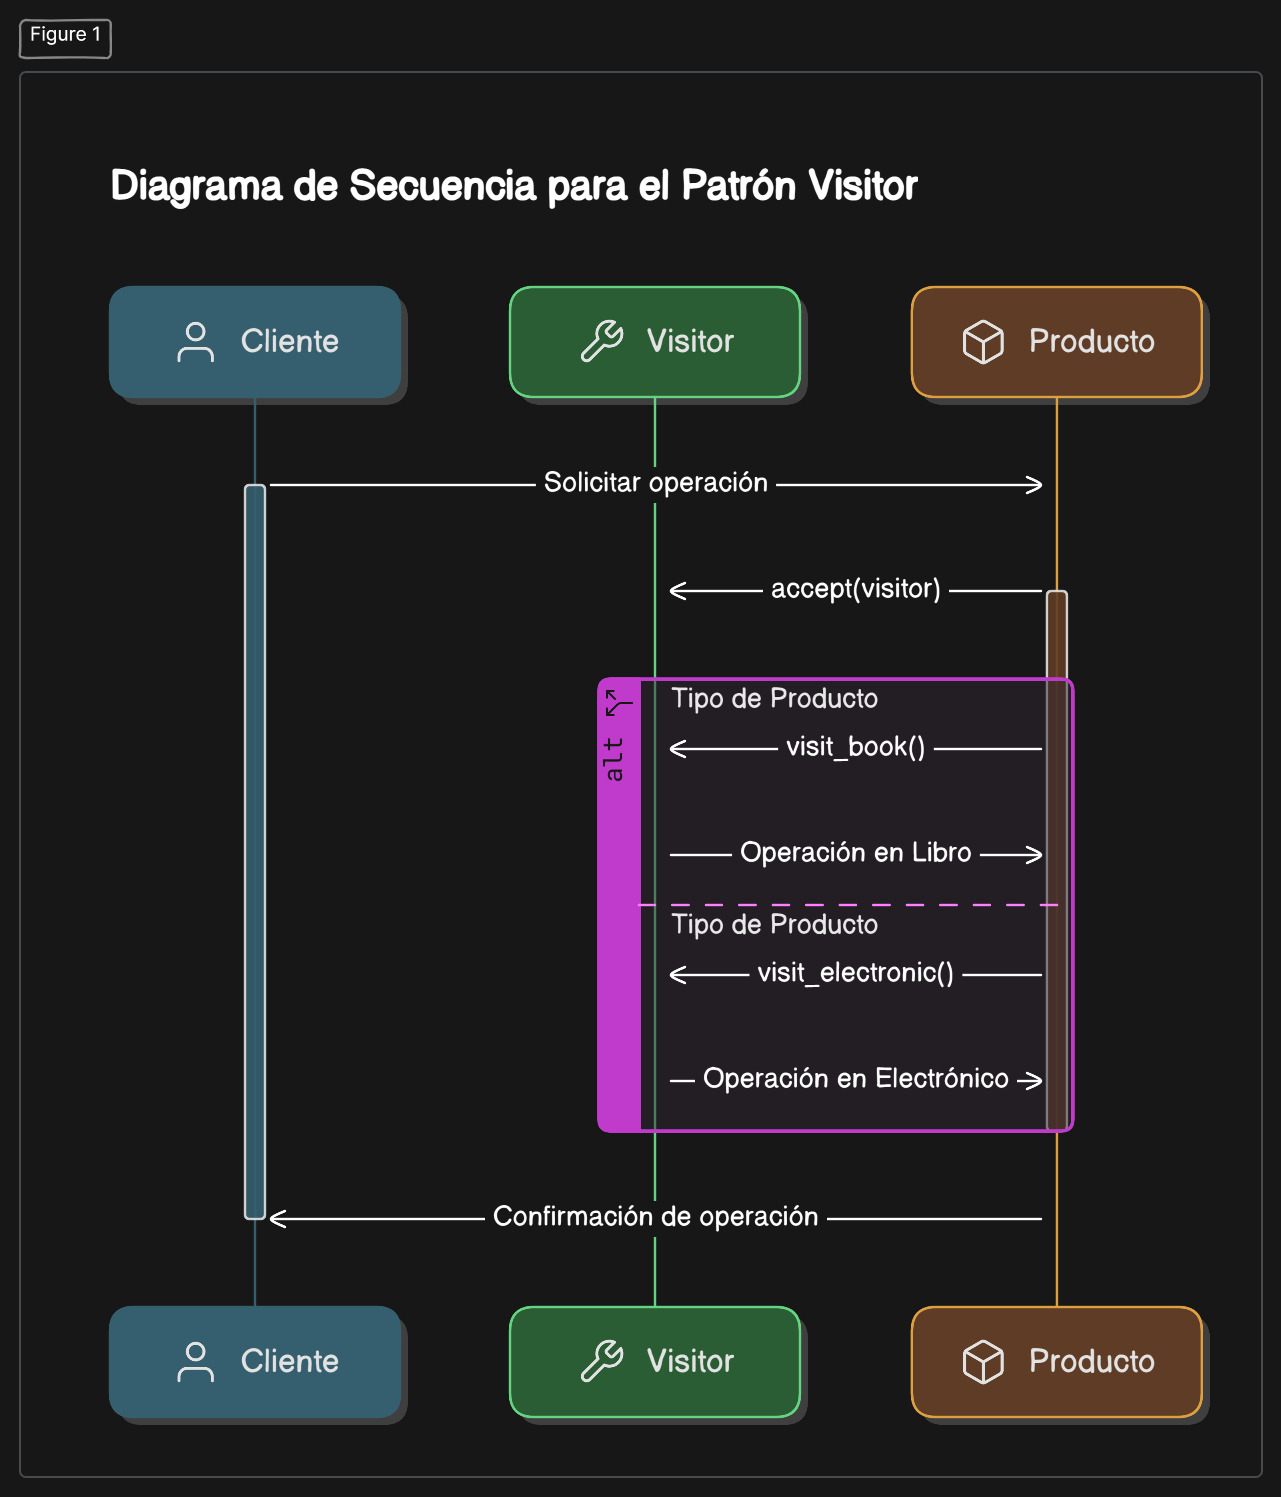 Figure 1
Diagrama de Secuencia para el Patrón Visitor
Cliente
Visitor
Producto
Solicitar operación
accept(visitor)
alt
Tipo de Producto
visit_book()
Operación en Libro
Tipo de Producto
visit_electronic()
Operación en Electrónico
Confirmación de operación
Cliente
Visitor
Producto